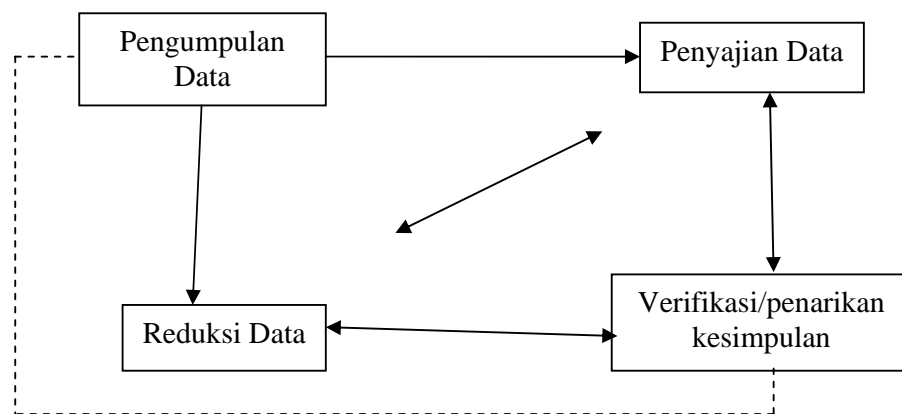 Pengumpulan
Data
Penyajian Data
Reduksi Data
Verifikasi/penarikan
kesimpulan